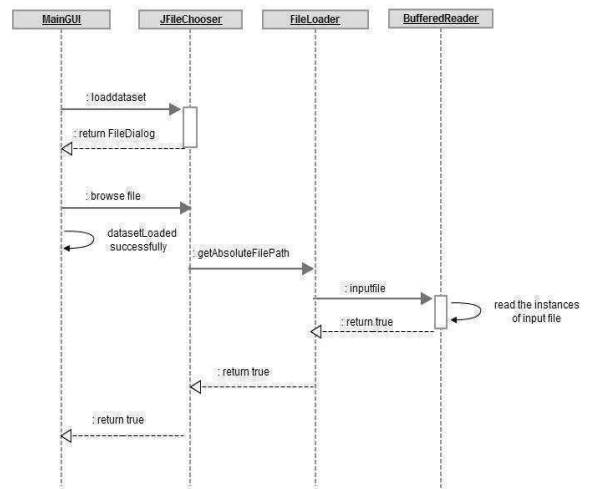 MainGUI
JFileChooser
FileLoader
BufferedReader
: loaddataset
: return FileDialog
: browse file
datasetLoaded
successfully
: getAbsoluteFilePath
: inputfile
read the instances
of input file
: return true
: return true
: return true